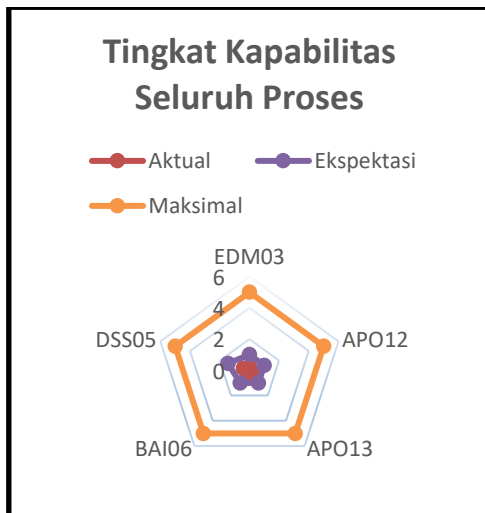 Tingkat Kapabilitas
Seluruh Proses
Aktual Ekspektasi
Maksimal
EDM03
6
4
2
0
APO12
APO13
BAI06
DSS05